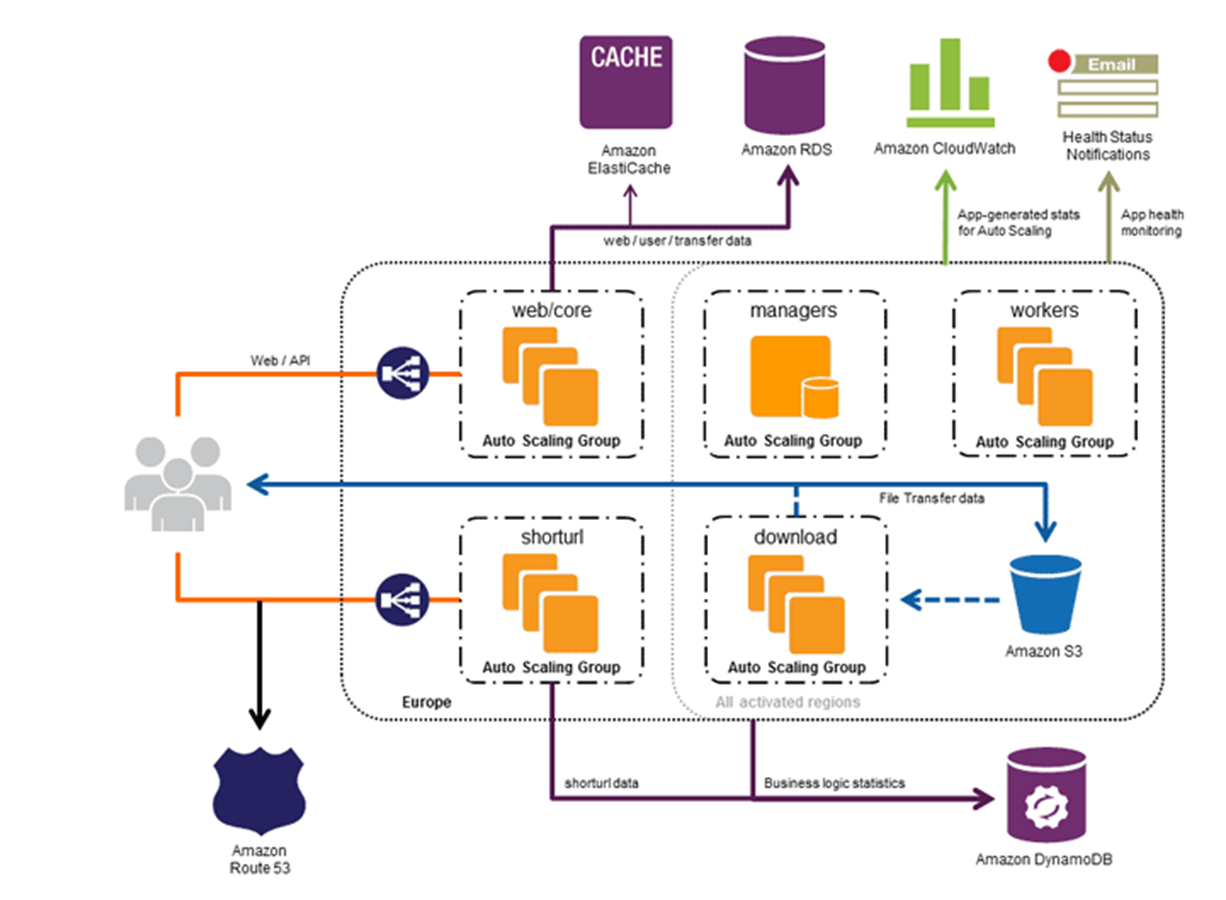 CACHE
Email
Amazon
ElastiCache
Amazon RDS
Amazon CloudWatch
Health Status
Notifications
App-generated stats
for Auto Scaling
App health
monitoring
web / user / transfer data
web/core
managers
workers
Web / API
Auto Scaling Group
Auto Scaling Group
Auto Scaling Group
File Transfer data
shorturl
download
Amazon S3
Auto Scaling Group
Auto Scaling Group
Europe
All activated regions
shorturl data
Business logic statistics
Amazon
Route 53
Amazon DynamoDB